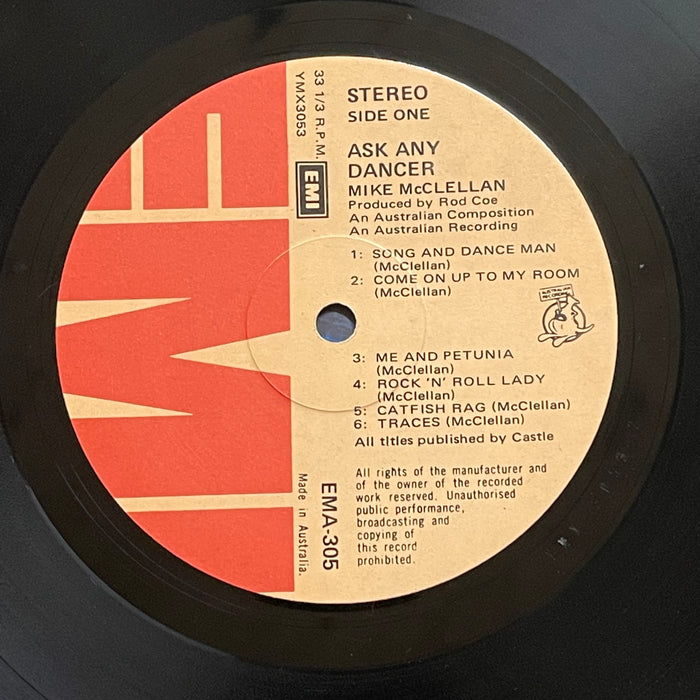 STEREO
SIDE ONE
ASK ANY
DANCER
MIKE McCLELLAN
Produced by Rod Coe
An Australian Composition
An Australian Recording
1: SONG AND DANCE MAN
(McClellan)
2: COME ON UP TO MY ROOM
(McClellan)
3: ME AND PETUNIA
(McClellan)
4: ROCK 'N' ROLL LADY
(McClellan)
5: CATFISH RAG (McClellan)
6: TRACES (McClellan)
All titles published by Castle
All rights of the manufacturer and
of the owner of the recorded
work reserved. Unauthorised
public performance,
broadcasting and
copying of
this record
prohibited.
33 1/3 R.P.M.
YMX3053
EMI
EMA-305
Made in Australia.
EMI